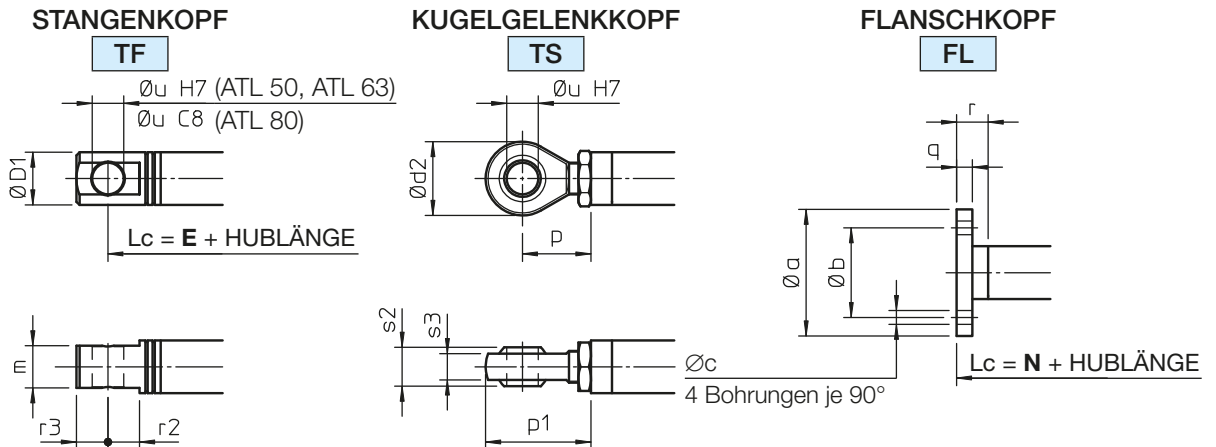 STANGENKOPF
TF
Øu H7 (ATL 50, ATL 63)
Øu C8 (ATL 80)
ØD1
Lc = E + HUBLÄNGE
m
r3
r2
KUGELGELENKKOPF
TS
Øu H7
Ød2
p
s2
s3
p1
FLANSCHKOPF
FL
r
q
Øa
Øb
Øc
4 Bohrungen je 90°
Lc = N + HUBLÄNGE